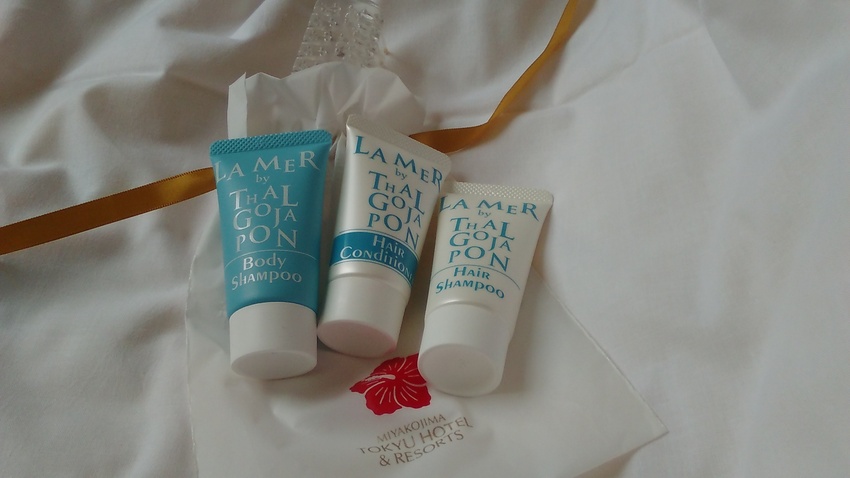 LA MER
by
THAL
GOJA
PON
Body
SHAMPOO
LA MER
by
THAL
GOJA
PON
HAIR
CONDITION
LA MER
by
THAL
GOJA
PON
HAIR
SHAMPOO
MIYAKOJIMA
TOKYU HOTEL
& RESORTS